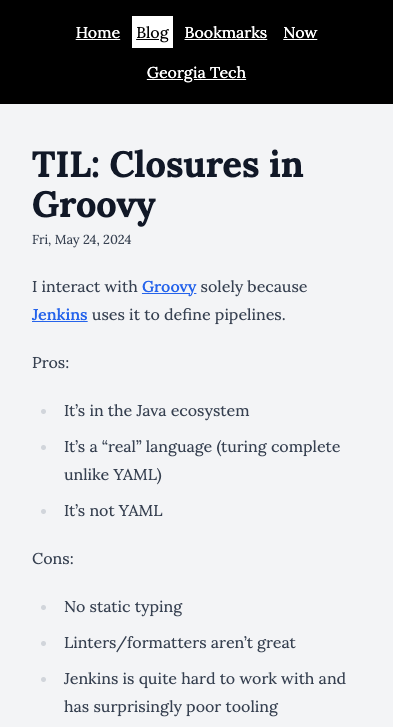 Home Blog Bookmarks Now
Georgia Tech
TIL: Closures in
Groovy
Fri, May 24, 2024
I interact with Groovy solely because
Jenkins uses it to define pipelines.
Pros:
It’s in the Java ecosystem
It’s a “real” language (turing complete
unlike YAML)
It’s not YAML
Cons:
No static typing
Linters/formatters aren’t great
Jenkins is quite hard to work with and
has surprisingly poor tooling